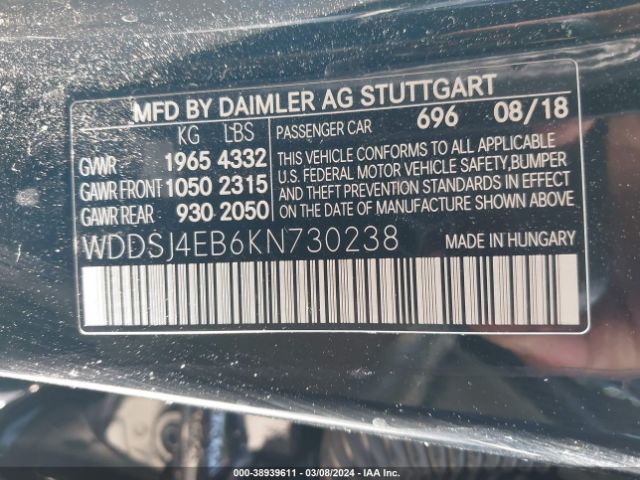 MFD BY DAIMLER AG STUTTGART
KG LBS PASSENGER CAR 696 08/18
GVWR 1965 4332
GAWR FRONT 1050 2315
GAWR REAR 930 2050
THIS VEHICLE CONFORMS TO ALL APPLICABLE
U.S. FEDERAL MOTOR VEHICLE SAFETY,BUMPER
AND THEFT PREVENTION STANDARDS IN EFFECT
ON THE DATE OF MANUFACTURE SHOWN ABOVE.
WDDSJ4EB6KN730238 MADE IN HUNGARY
000-38939611 - 03/08/2024 - IAA Inc.